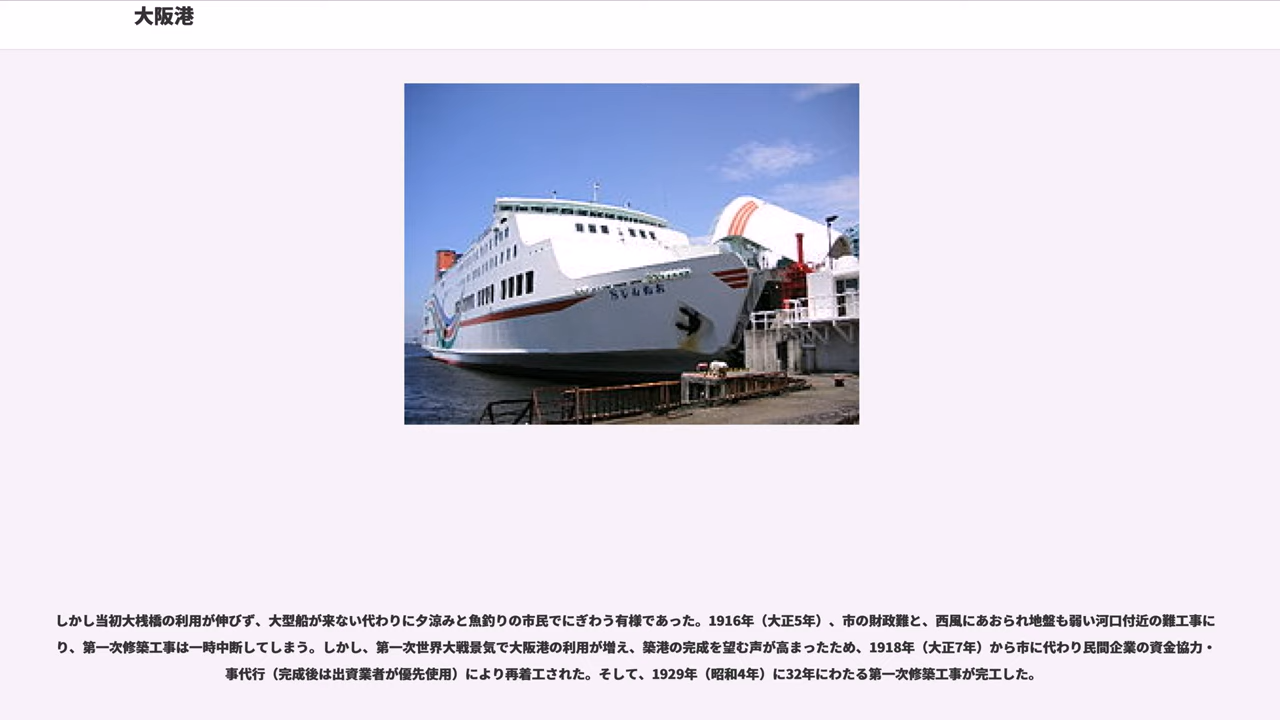 大阪港
しかし当初大桟橋の利用が伸びず、大型船が来ない代わりに夕涼みと魚釣りの市民でにぎわう有様であった。1916年（大正5年）、市の財政難と、西風にあおられ地盤も弱い河口付近の難工事に
り、第一次修築工事は一時中断してしまう。しかし、第一次世界大戦景気で大阪港の利用が増え、築港の完成を望む声が高まったため、1918年（大正7年）から市に代わり民間企業の資金協力・
事代行（完成後は出資業者が優先使用）により再着工された。そして、1929年（昭和4年）に32年にわたる第一次修築工事が完工した。